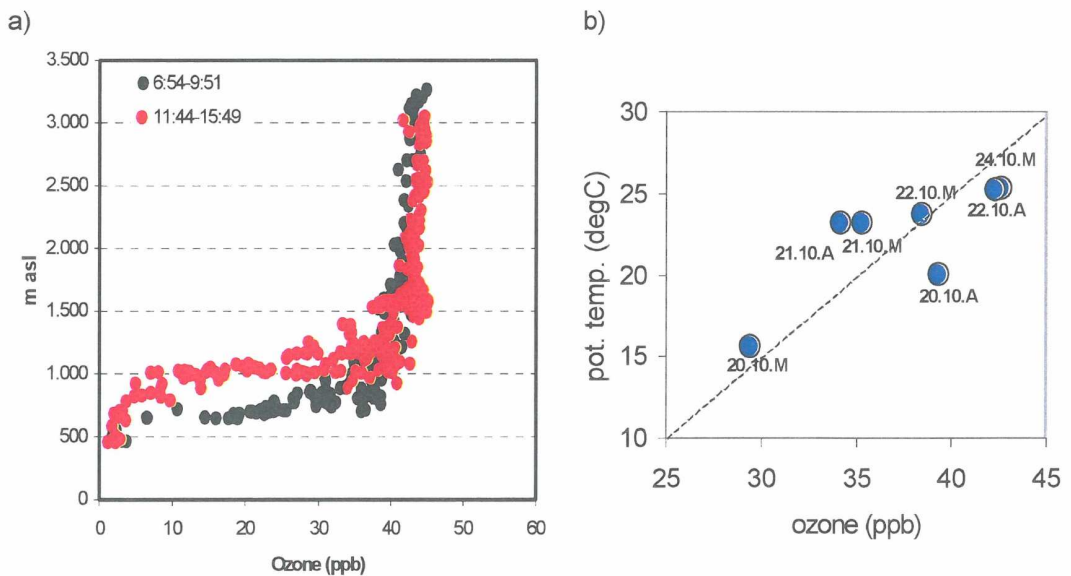 a)
3.500
3.000
2.500
2.000
1.500
1.000
500
0
m asl
6:54-9:51
11:44-15:49
0 10 20 30 40 50 60
Ozone (ppb)
b)
30
25
20
15
10
pot. temp. (degC)
24.10.M
22.10.M
22.10.A
21.10.A 21.10.M
20.10.A
20.10.M
25 30 35 40 45
ozone (ppb)